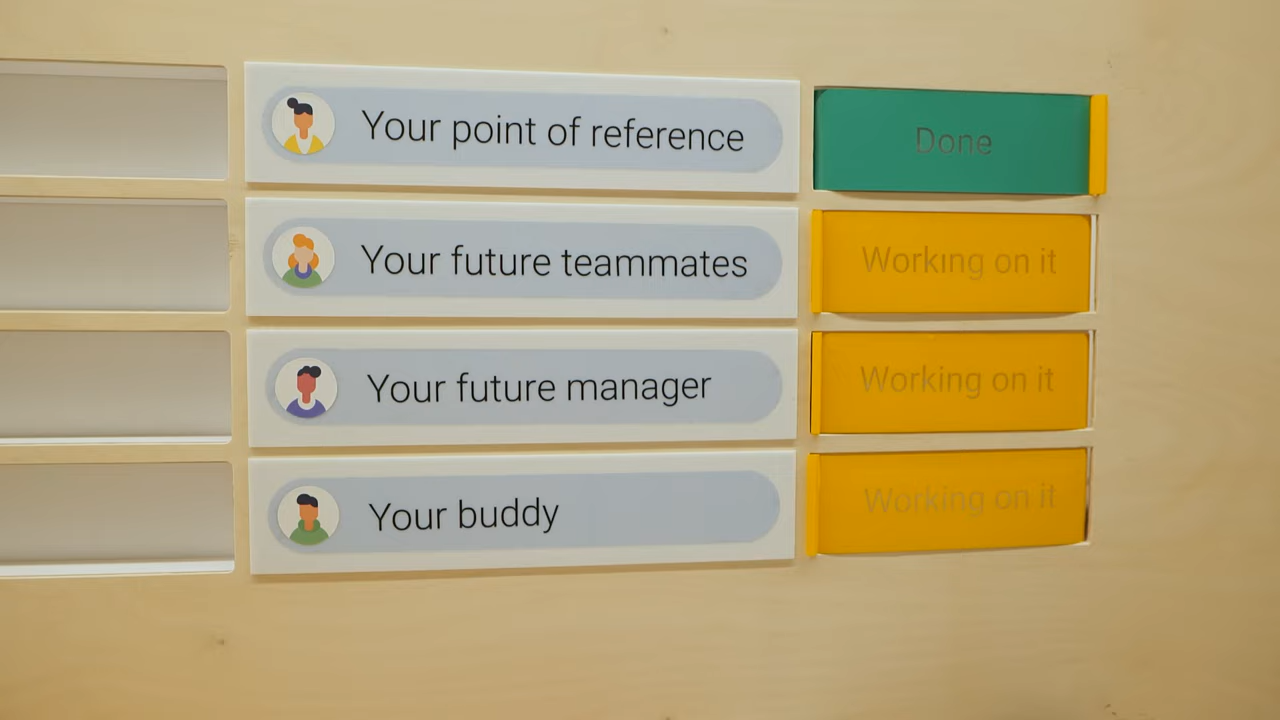 Your point of reference
Done
Your future teammates
Working on it
Your future manager
Working on it
Your buddy
Working on it